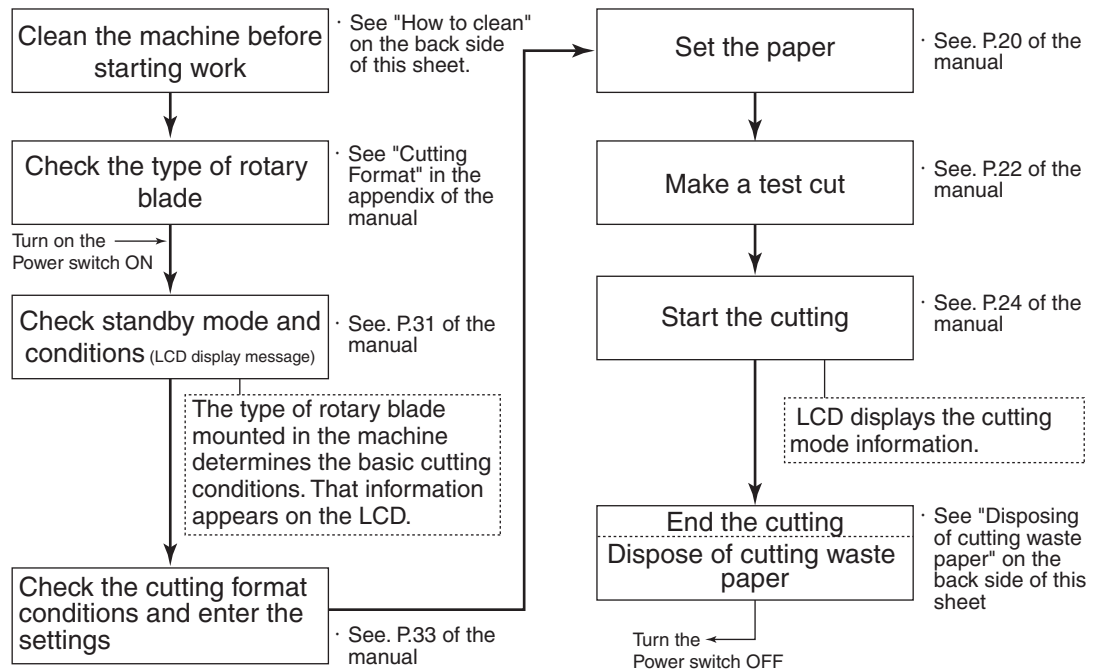 Clean the machine before
starting work
· See "How to clean"
on the back side
of this sheet.
Check the type of rotary
blade
· See "Cutting
Format" in the
appendix of the
manual
Turn on the
Power switch ON
Check standby mode and
conditions (LCD display message)
· See. P.31 of the
manual
The type of rotary blade
mounted in the machine
determines the basic cutting
conditions. That information
appears on the LCD.
Check the cutting format
conditions and enter the
settings
· See. P.33 of the
manual
Set the paper
· See. P.20 of the
manual
Make a test cut
· See. P.22 of the
manual
Start the cutting
· See. P.24 of the
manual
LCD displays the cutting
mode information.
End the cutting
Dispose of cutting waste
paper
· See "Disposing
of cutting waste
paper" on the
back side of this
sheet
Turn the
Power switch OFF